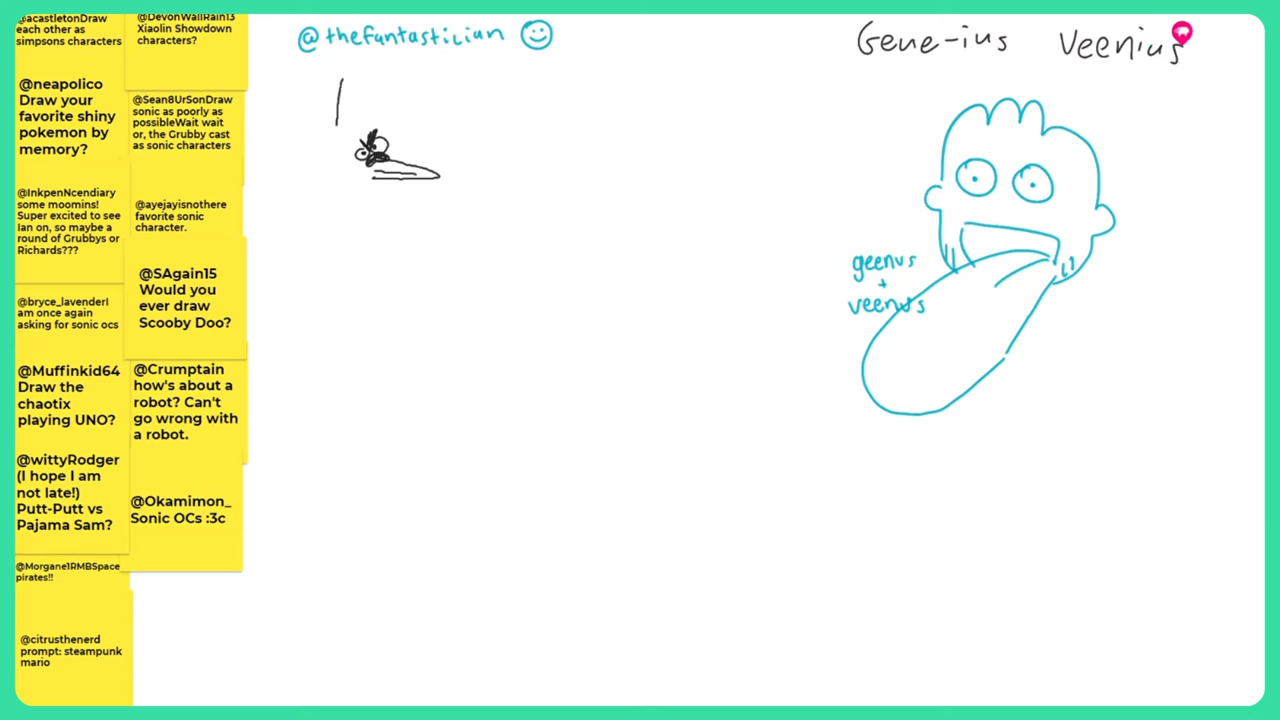 @acastletonDraw
each other as
simpsons characters
@DevonWallRain13
Xiaolin Showdown
characters?
@neapolico
Draw your
favorite shiny
pokemon by
memory?
@Sean8UrSonDraw
sonic as poorly as
possibleWait wait
or, the Grubby cast
as sonic characters
@InkpenNcendiary
some moomins!
Super excited to see
Ian on, so maybe a
round of Grubbys or
Richards???
@ayejayisnothere
favorite sonic
character.
@SAgain15
Would you
ever draw
Scooby Doo?
@bryce_lavenderI
am once again
asking for sonic ocs
@Muffinkid64
Draw the
chaotix
playing UNO?
@Crumptain
how's about a
robot? Can't
go wrong with
a robot.
@wittyRodger
(I hope I am
not late!)
Putt-Putt vs
Pajama Sam?
@Okamimon_
Sonic OCs :3c
@Morgane1RMBSpace
pirates!!
@citrusthenerd
prompt: steampunk
mario
@thefantastician
Gene-ius Veenius
geenus
+
veenus